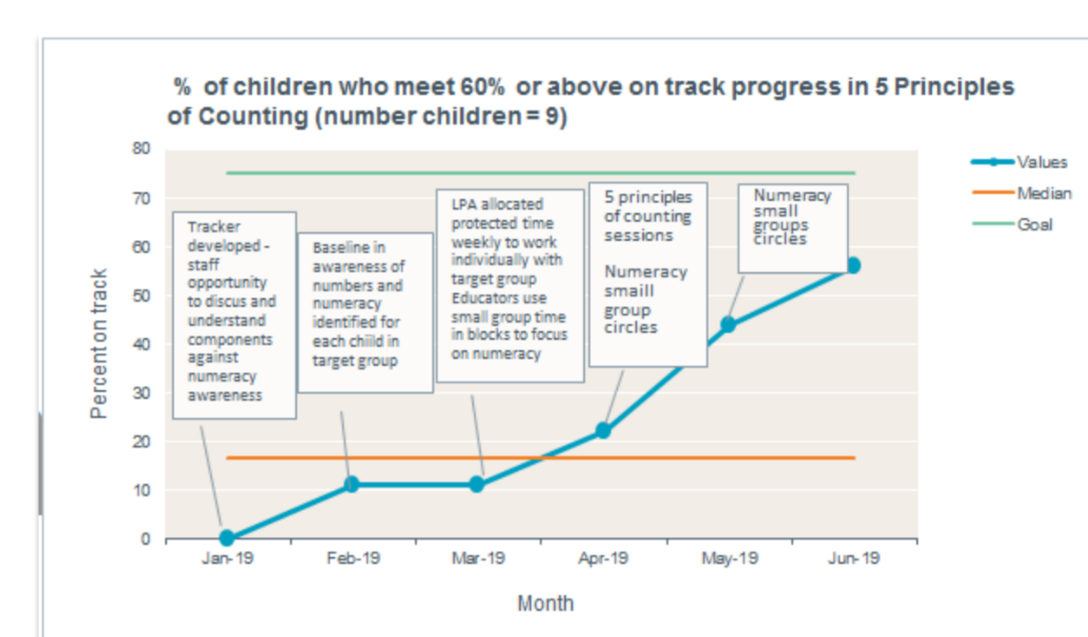 % of children who meet 60% or above on track progress in 5 Principles
of Counting (number children = 9)
80
70
60
50
40
30
20
10
0
Percent on track
Tracker
developed -
staff
opportunity
to discus and
understand
components
against
numeracy
awareness
Baseline in
awareness of
numbers and
numeracy
identified for
each chiild in
target group
LPA allocated
protected time
weekly to work
individually with
target group
Educators use
small group time
in blocks to focus
on numeracy
5 principles
of counting
sessions
Numeracy
smaill
group
circles
Numeracy
small
groups
circles
Values
Median
Goal
Jan-19
Feb-19
Mar-19
Apr-19
May-19
Jun-19
Month